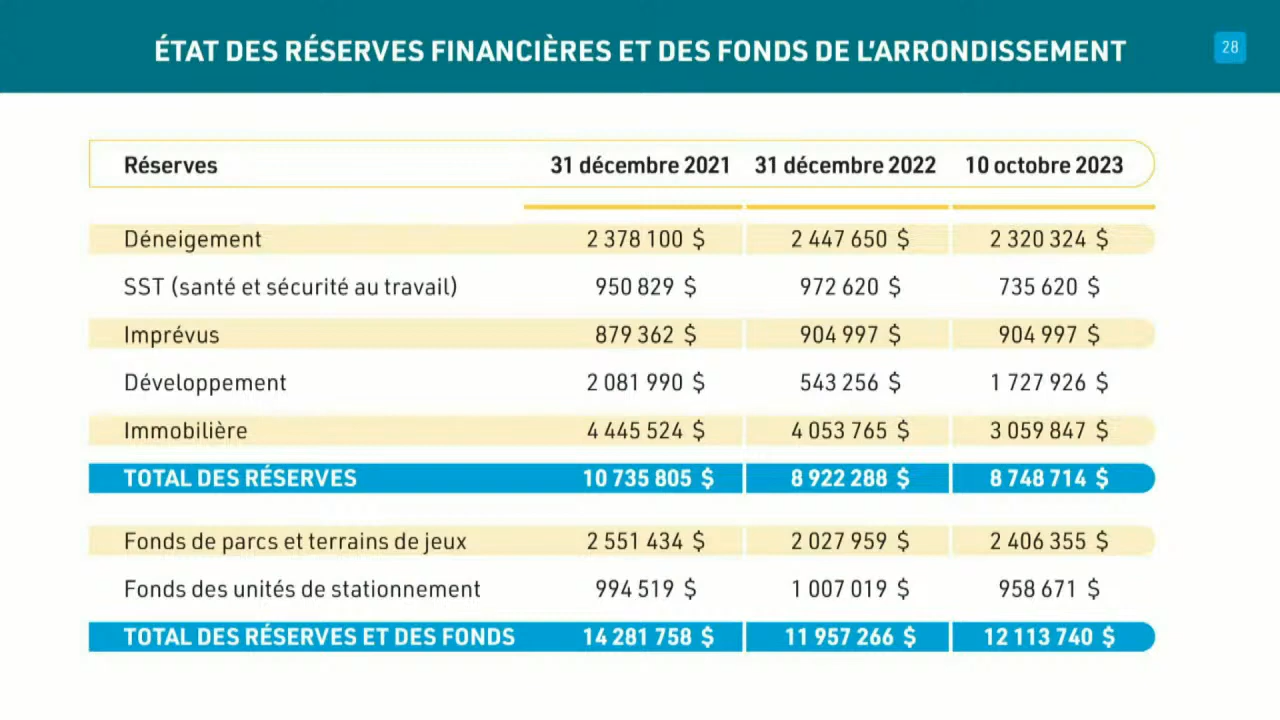 ÉTAT DES RÉSERVES FINANCIÈRES ET DES FONDS DE L'ARRONDISSEMENT 28
Réserves 31 décembre 2021 31 décembre 2022 10 octobre 2023
Déneigement 2 378 100 $ 2 447 650 $ 2 320 324 $
SST (santé et sécurité au travail) 950 829 $ 972 620 $ 735 620 $
Imprévus 879 362 $ 904 997 $ 904 997 $
Développement 2 081 990 $ 543 256 $ 1 727 926 $
Immobilière 4 445 524 $ 4 053 765 $ 3 059 847 $
TOTAL DES RÉSERVES 10 735 805 $ 8 922 288 $ 8 748 714 $
Fonds de parcs et terrains de jeux 2 551 434 $ 2 027 959 $ 2 406 355 $
Fonds des unités de stationnement 994 519 $ 1 007 019 $ 958 671 $
TOTAL DES RÉSERVES ET DES FONDS 14 281 758 $ 11 957 266 $ 12 113 740 $